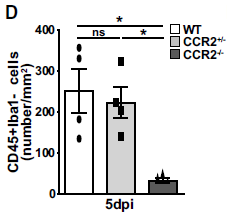 D
*
ns *
WT
CCR2+/-
CCR2-/-
CD45+Iba1- cells
(number/mm²)
400
300
200
100
0
5dpi